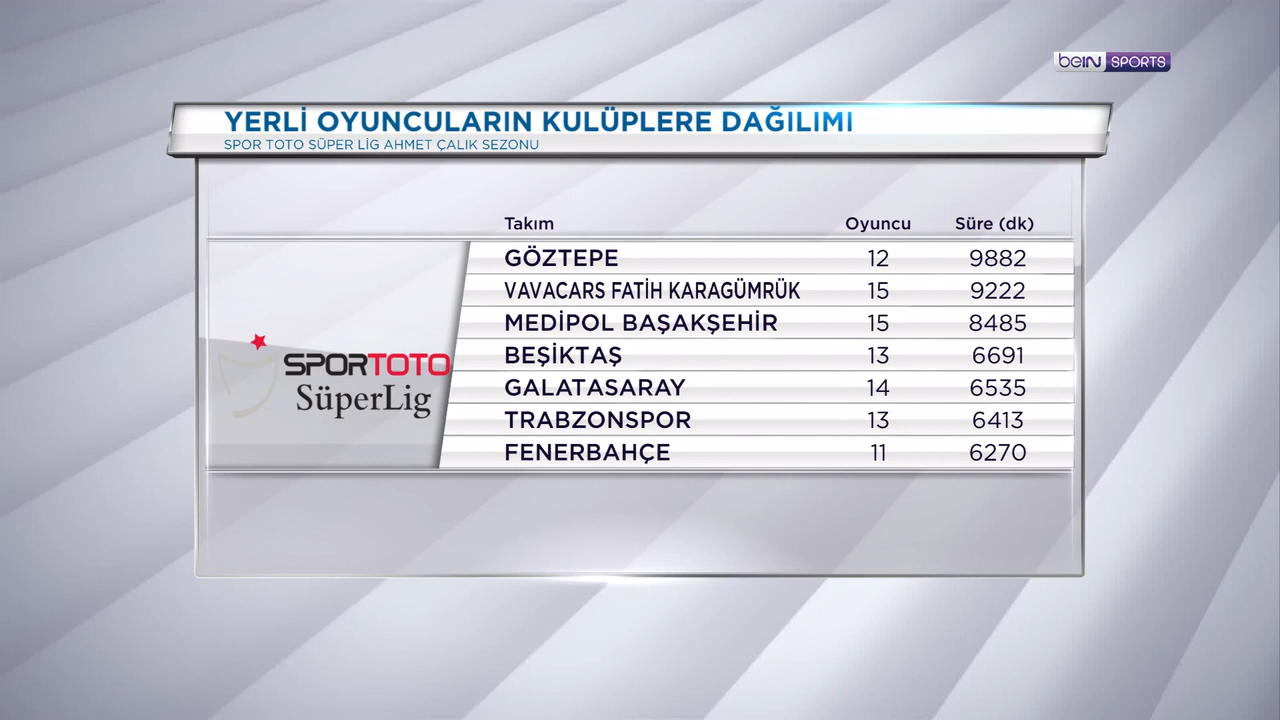 beIN SPORTS
YERLİ OYUNCULARIN KULÜPLERE DAĞILIMI
SPOR TOTO SÜPER LİG AHMET ÇALIK SEZONU
Takım Oyuncu Süre (dk)
GÖZTEPE 12 9882
VAVACARS FATİH KARAGÜMRÜK 15 9222
MEDİPOL BAŞAKŞEHİR 15 8485
BEŞİKTAŞ 13 6691
GALATASARAY 14 6535
TRABZONSPOR 13 6413
FENERBAHÇE 11 6270
SPORTOTO
SüperLig